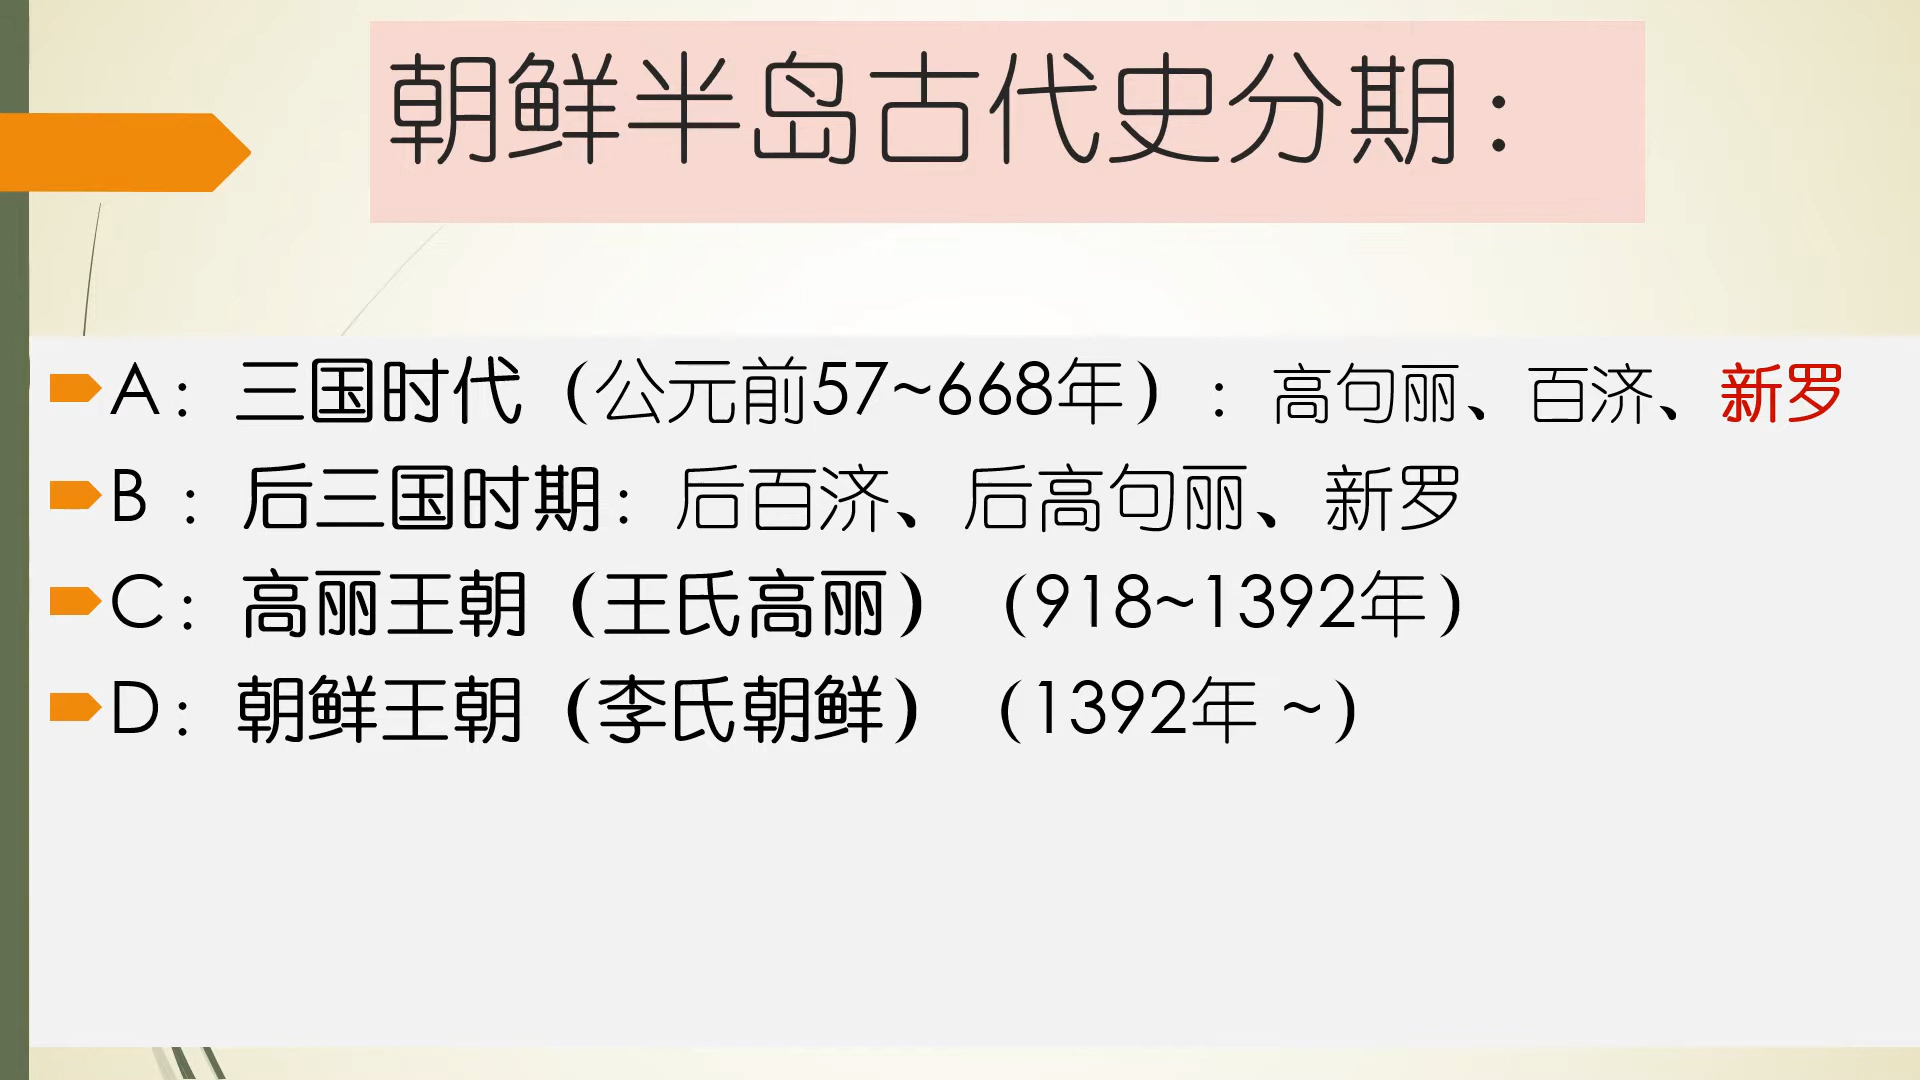 朝鲜半岛古代史分期：
A：三国时代（公元前57~668年）：高句丽、百济、新罗
B ：后三国时期：后百济、后高句丽、新罗
C：高丽王朝（王氏高丽）（918~1392年）
D：朝鲜王朝（李氏朝鲜）（1392年 ~）